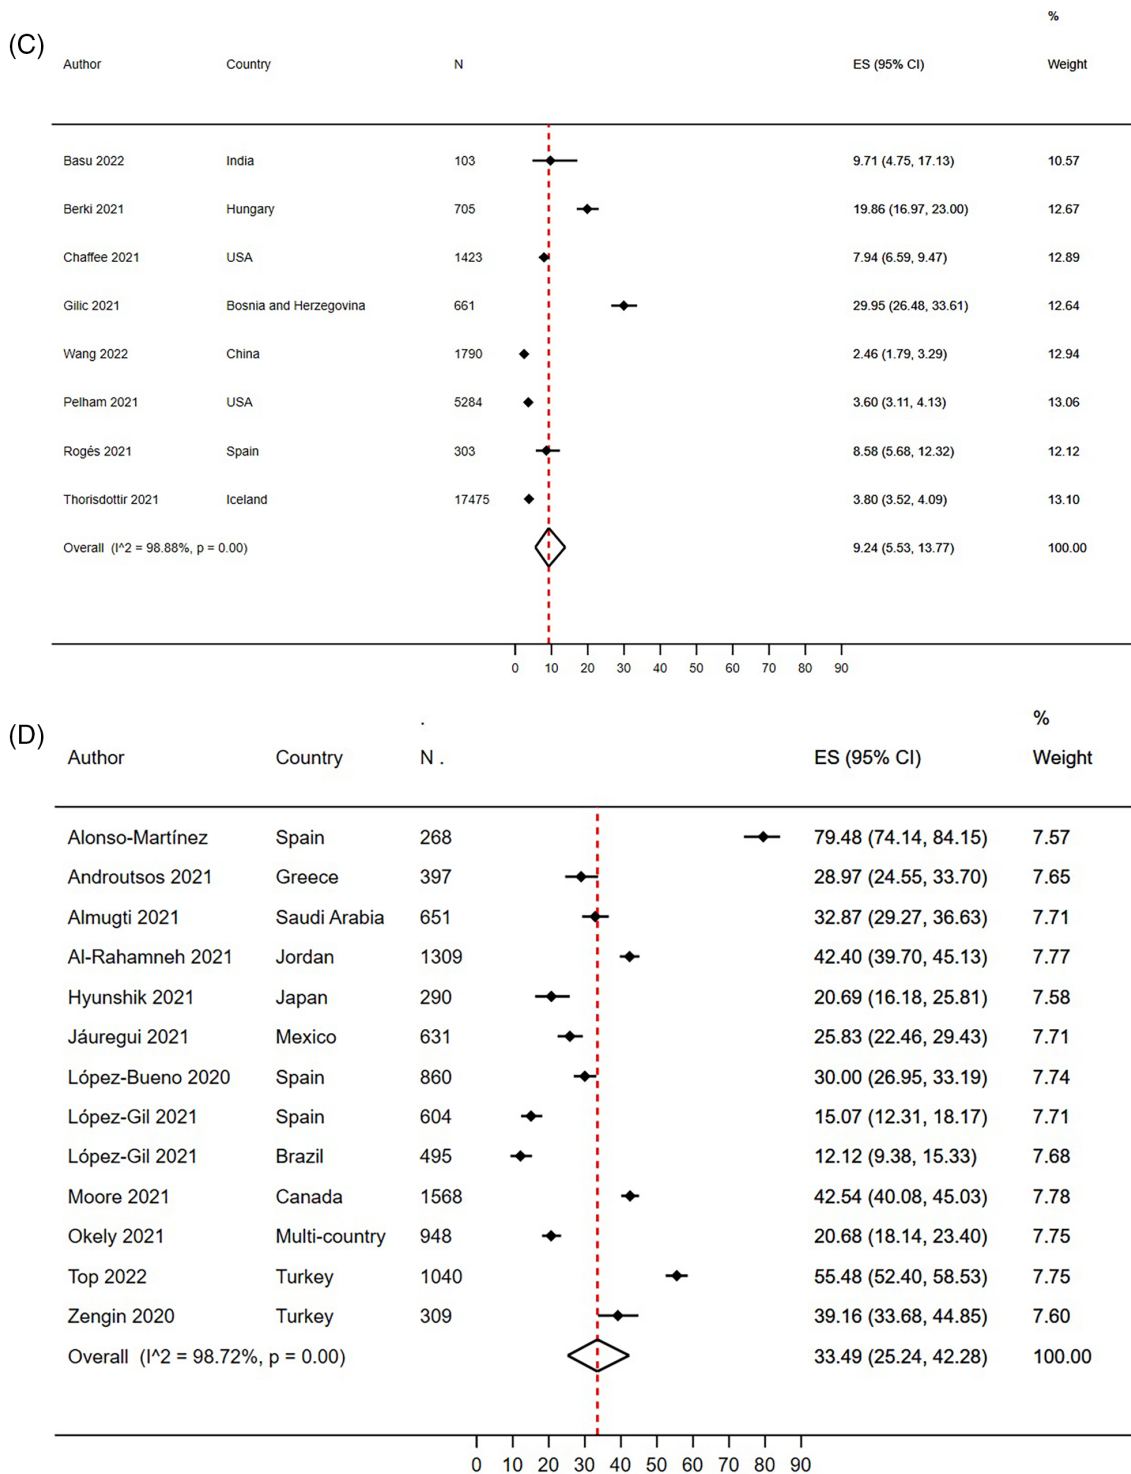 %
(C)
Author Country N ES (95% CI) Weight
Basu 2022 India 103 9.71 (4.75, 17.13) 10.57
Berki 2021 Hungary 705 19.86 (16.97, 23.00) 12.67
Chaffee 2021 USA 1423 7.94 (6.59, 9.47) 12.89
Gilic 2021 Bosnia and Herzegovina 661 29.95 (26.48, 33.61) 12.64
Wang 2022 China 1790 2.46 (1.79, 3.29) 12.94
Pelham 2021 USA 5284 3.60 (3.11, 4.13) 13.06
Rogés 2021 Spain 303 8.58 (5.68, 12.32) 12.12
Thorisdottir 2021 Iceland 17475 3.80 (3.52, 4.09) 13.10
Overall (I^2 = 98.88%, p = 0.00) 9.24 (5.53, 13.77) 100.00
0 10 20 30 40 50 60 70 80 90
. %
(D)
Author Country N . ES (95% CI) Weight
Alonso-Martínez Spain 268 79.48 (74.14, 84.15) 7.57
Androutsos 2021 Greece 397 28.97 (24.55, 33.70) 7.65
Almugti 2021 Saudi Arabia 651 32.87 (29.27, 36.63) 7.71
Al-Rahamneh 2021 Jordan 1309 42.40 (39.70, 45.13) 7.77
Hyunshik 2021 Japan 290 20.69 (16.18, 25.81) 7.58
Jáuregui 2021 Mexico 631 25.83 (22.46, 29.43) 7.71
López-Bueno 2020 Spain 860 30.00 (26.95, 33.19) 7.74
López-Gil 2021 Spain 604 15.07 (12.31, 18.17) 7.71
López-Gil 2021 Brazil 495 12.12 (9.38, 15.33) 7.68
Moore 2021 Canada 1568 42.54 (40.08, 45.03) 7.78
Okely 2021 Multi-country 948 20.68 (18.14, 23.40) 7.75
Top 2022 Turkey 1040 55.48 (52.40, 58.53) 7.75
Zengin 2020 Turkey 309 39.16 (33.68, 44.85) 7.60
Overall (I^2 = 98.72%, p = 0.00) 33.49 (25.24, 42.28) 100.00
0 10 20 30 40 50 60 70 80 90